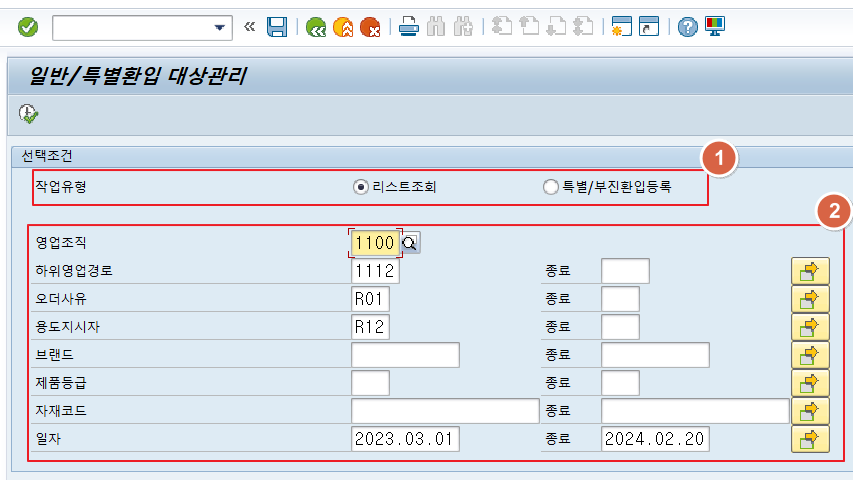 일반/특별환입 대상관리
선택조건
1
작업유형 리스트조회 특별/부진환입등록
2
영업조직 1100
하위영업경로 1112 종료
오더사유 R01 종료
용도지시자 R12 종료
브랜드 종료
제품등급 종료
자재코드 종료
일자 2023.03.01 종료 2024.02.20